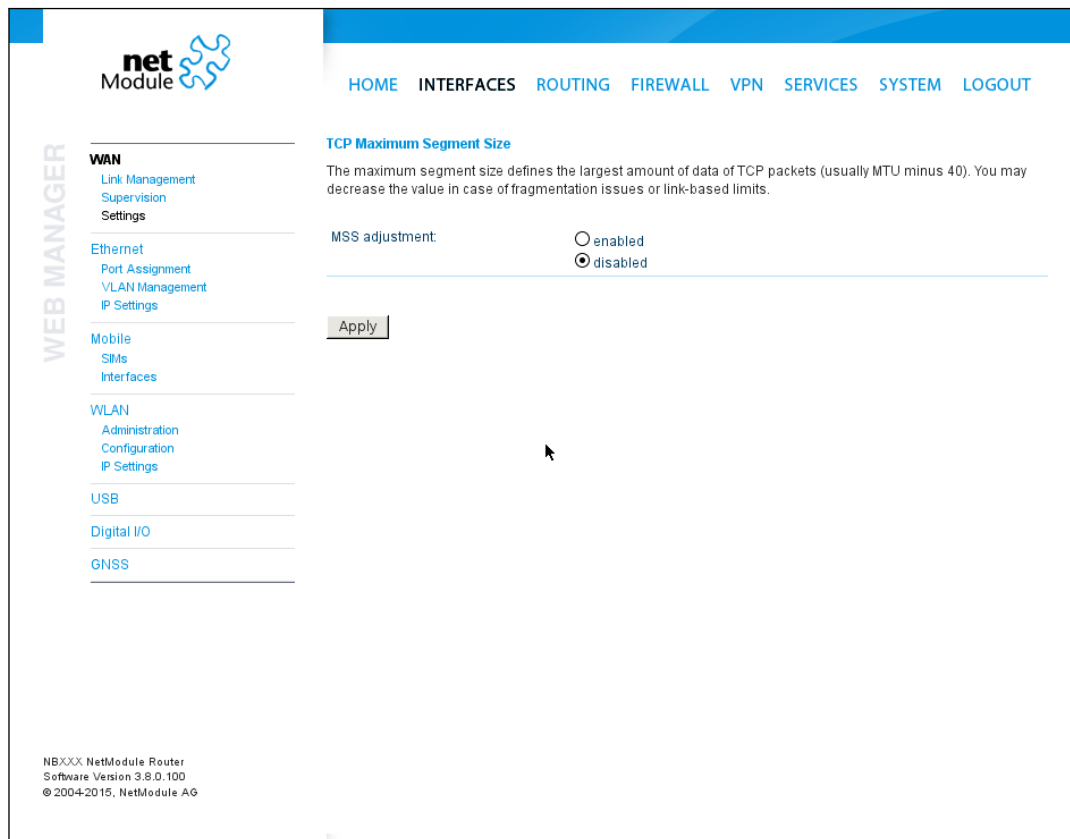 net
Module
HOME INTERFACES ROUTING FIREWALL VPN SERVICES SYSTEM LOGOUT
WEB MANAGER
WAN
Link Management
Supervision
Settings
Ethernet
Port Assignment
VLAN Management
IP Settings
Mobile
SIMs
Interfaces
WLAN
Administration
Configuration
IP Settings
USB
Digital I/O
GNSS
TCP Maximum Segment Size
The maximum segment size defines the largest amount of data of TCP packets (usually MTU minus 40). You may
decrease the value in case of fragmentation issues or link-based limits.
MSS adjustment:
enabled
disabled
Apply
NBXXX NetModule Router
Software Version 3.8.0.100
© 2004-2015, NetModule AG